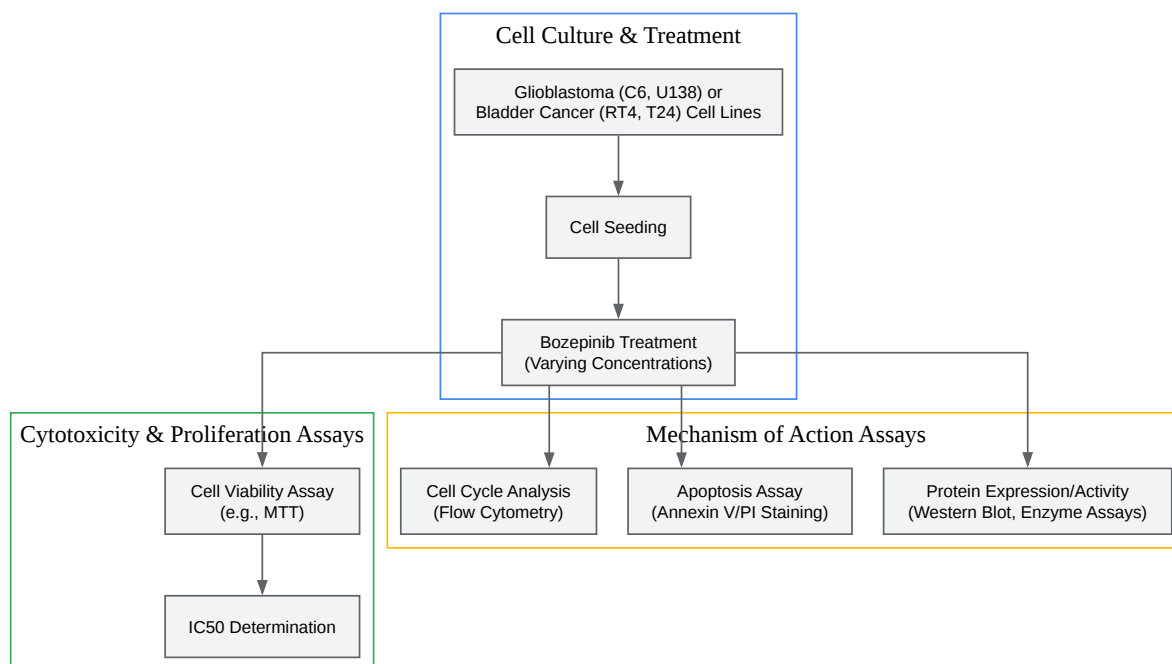 Cell Culture & Treatment
Glioblastoma (C6, U138) or
Bladder Cancer (RT4, T24) Cell Lines
Cell Seeding
Bozepinib Treatment
(Varying Concentrations)
Cytotoxicity & Proliferation Assays
Cell Viability Assay
(e.g., MTT)
IC50 Determination
Mechanism of Action Assays
Cell Cycle Analysis
(Flow Cytometry)
Apoptosis Assay
(Annexin V/PI Staining)
Protein Expression/Activity
(Western Blot, Enzyme Assays)